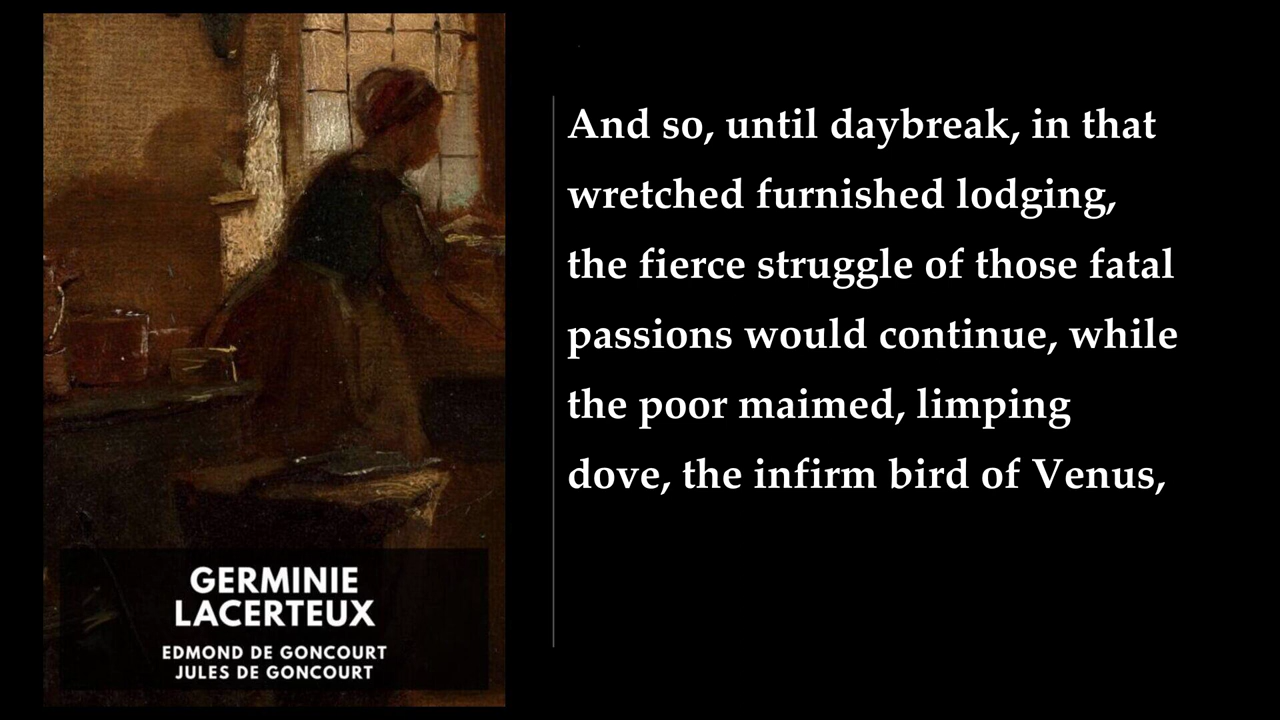 GERMINIE
LACERTEUX
EDMOND DE GONCOURT
JULES DE GONCOURT
And so, until daybreak, in that
wretched furnished lodging,
the fierce struggle of those fatal
passions would continue, while
the poor maimed, limping
dove, the infirm bird of Venus,